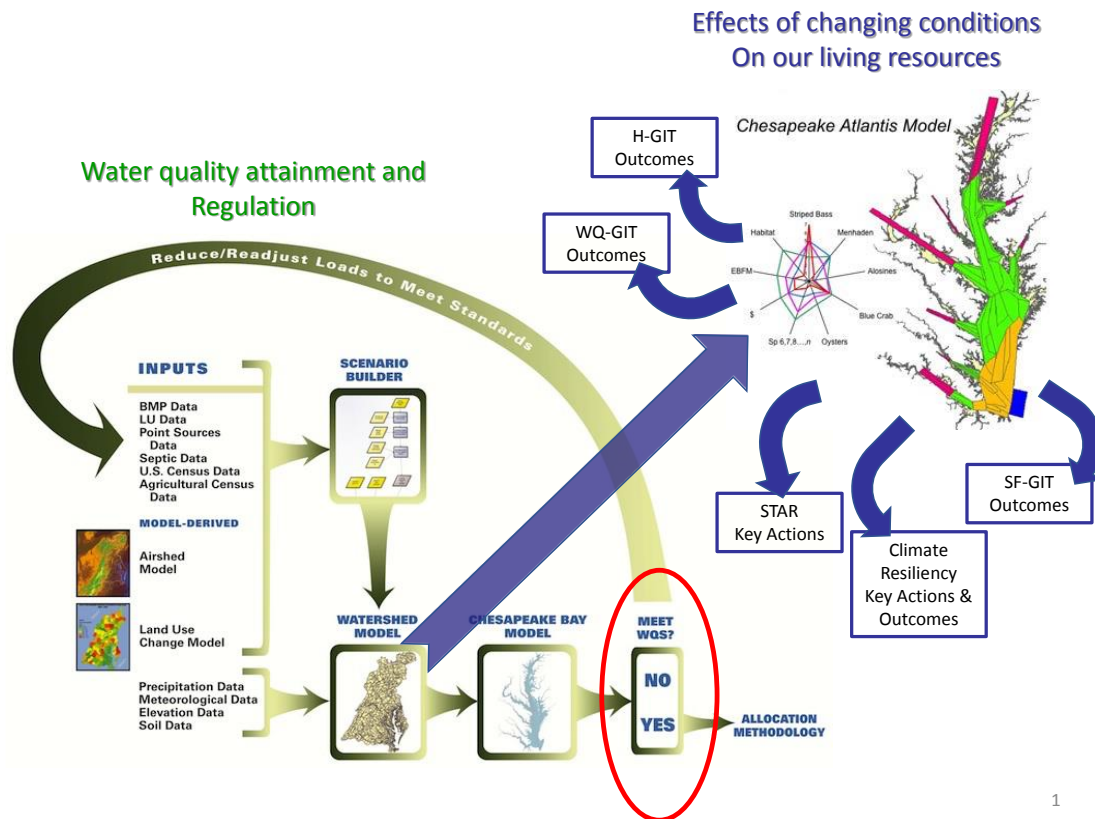 Effects of changing conditions
On our living resources
Chesapeake Atlantis Model
H-GIT
Outcomes
WQ-GIT
Outcomes
Striped Bass
Habitat
Menhaden
EBFM
Alosines
$
Blue Crab
Sp 6,7,8....,n
Oysters
STAR
Key Actions
Climate
Resiliency
Key Actions &
Outcomes
SF-GIT
Outcomes
Water quality attainment and
Regulation
Reduce/Readjust Loads to Meet Standards
INPUTS
BMP Data
LU Data
Point Sources
Data
Septic Data
U.S. Census Data
Agricultural Census
Data
MODEL-DERIVED
Airshed
Model
Land Use
Change Model
Precipitation Data
Meteorological Data
Elevation Data
Soil Data
SCENARIO
BUILDER
WATERSHED
MODEL
CHESAPEAKE BAY
MODEL
MEET
WQS?
NO
YES
ALLOCATION
METHODOLOGY
1